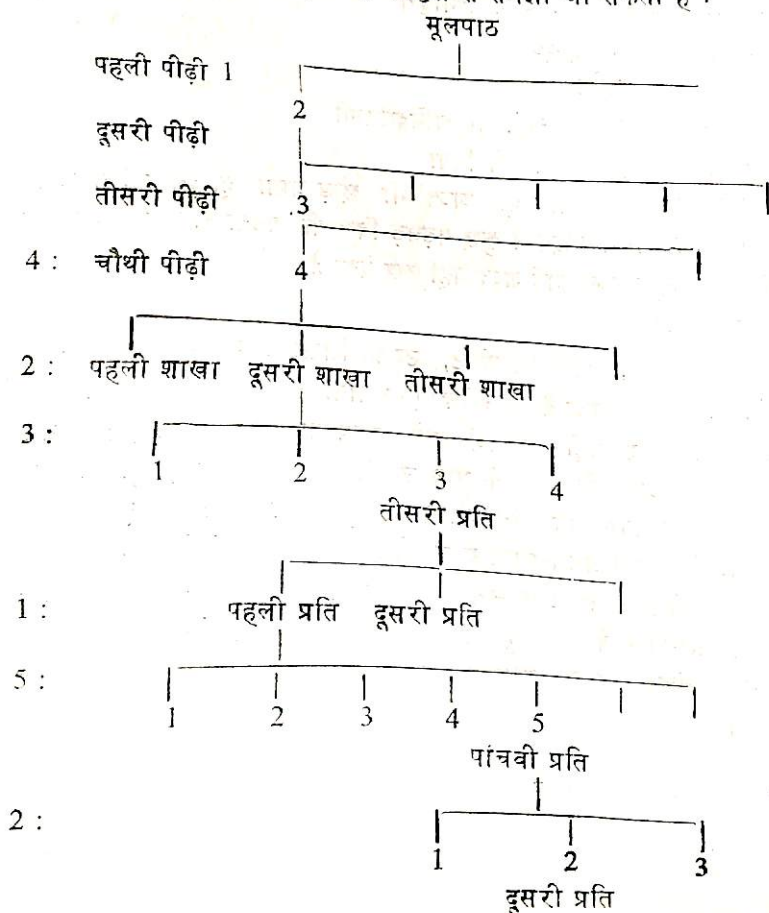 मूलपाठ
पहली पीढ़ी 1
2
दूसरी पीढ़ी
तीसरी पीढ़ी .3
4 : चौथी पीढ़ी 4
2 : पहली शाखा दूसरी शाखा तीसरी शाखा
3 :
1 2 3 4
तीसरी प्रति
1 : पहली प्रति दूसरी प्रति
5 :
1 2 3 4 5
पांचवी प्रति
2 :
1 2 3
दूसरी प्रति